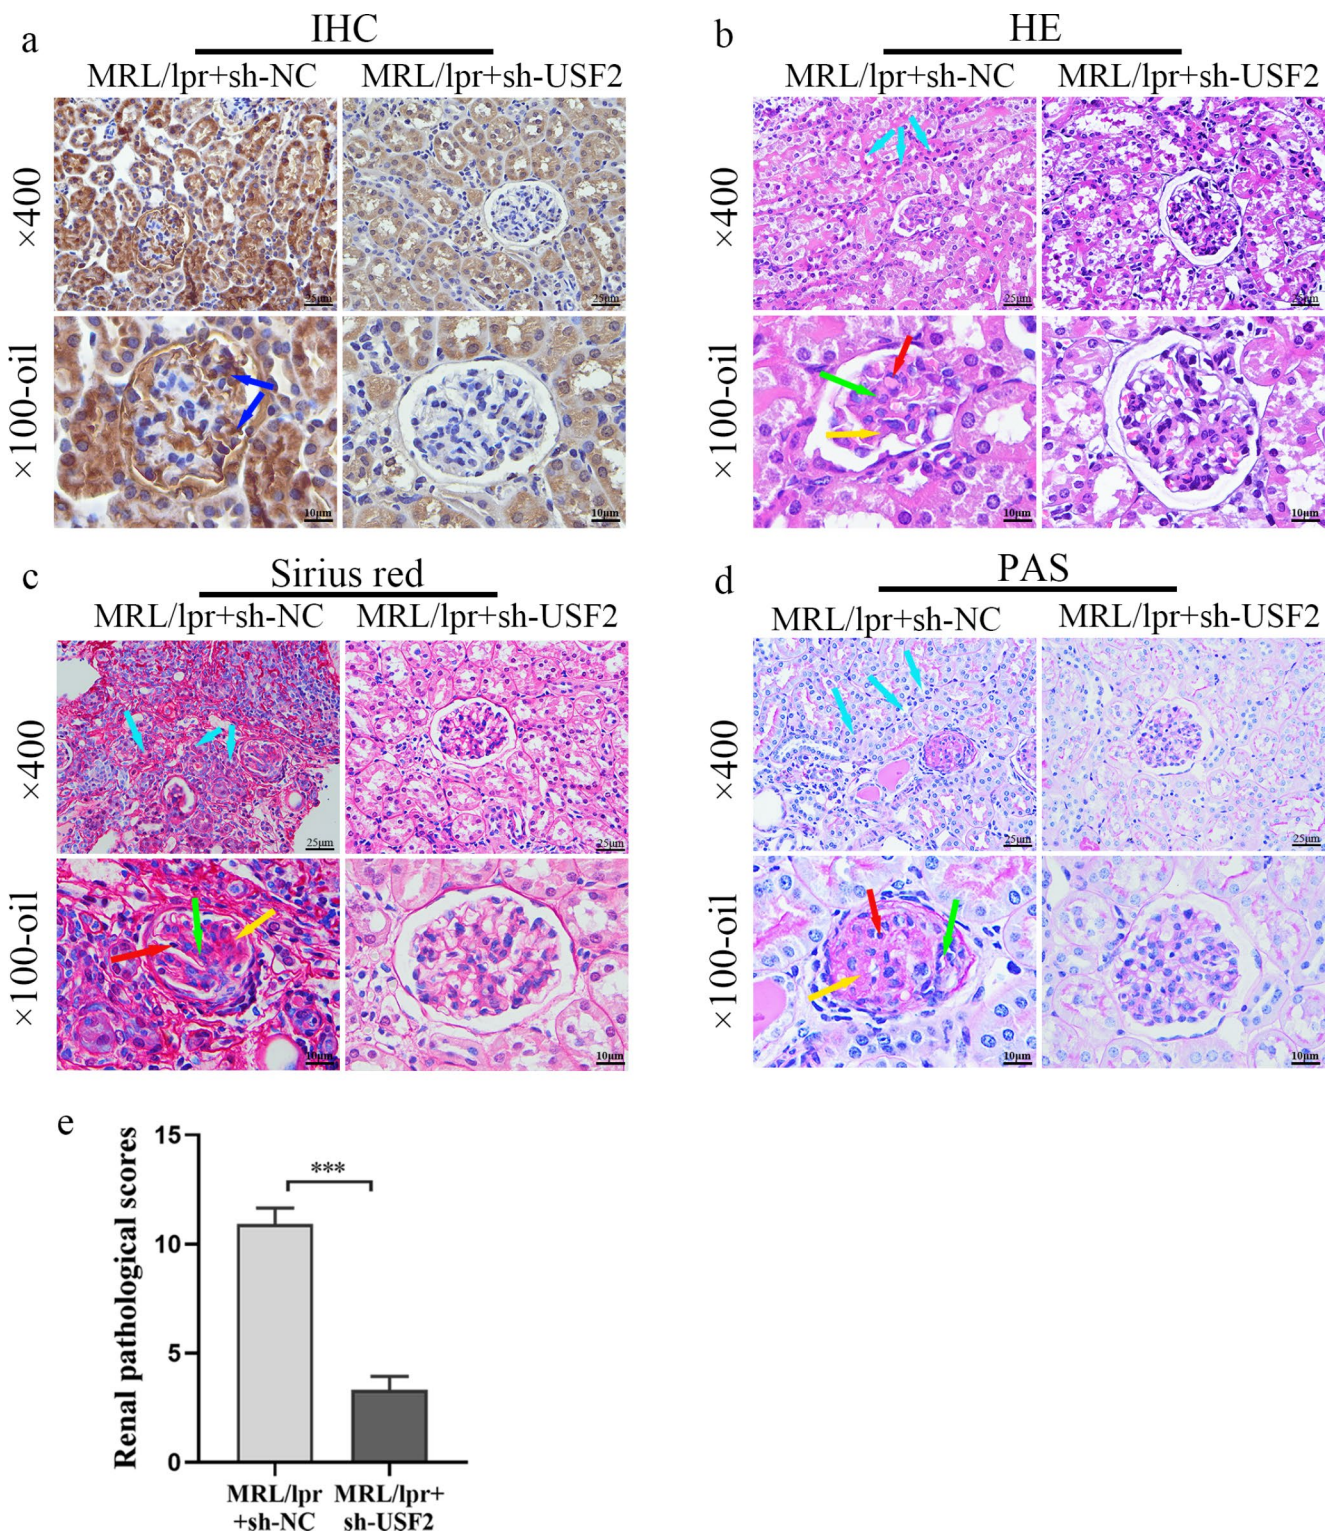 a
IHC
MRL/lpr+sh-NC MRL/lpr+sh-USF2
×400
25μm
25μm
×100-oil
10μm
10μm
b
HE
MRL/lpr+sh-NC MRL/lpr+sh-USF2
×400
25μm
25μm
×100-oil
10μm
10μm
c
Sirius red
MRL/lpr+sh-NC MRL/lpr+sh-USF2
×400
25μm
25μm
×100-oil
10μm
10μm
d
PAS
MRL/lpr+sh-NC MRL/lpr+sh-USF2
×400
25μm
25μm
×100-oil
10μm
10μm
e
Renal pathological scores
15
10
5
0
***
MRL/lpr
+sh-NC
MRL/lpr+
sh-USF2